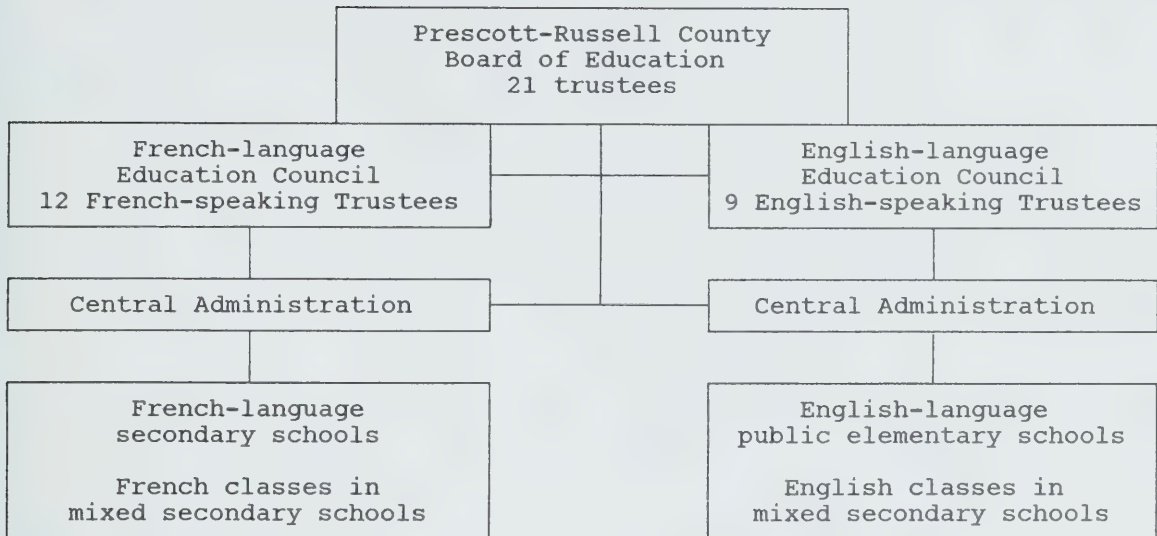 Prescott-Russell County
Board of Education
21 trustees
French-language
Education Council
12 French-speaking Trustees
English-language
Education Council
9 English-speaking Trustees
Central Administration
Central Administration
French-language
secondary schools
French classes in
mixed secondary schools
English-language
public elementary schools
English classes in
mixed secondary schools